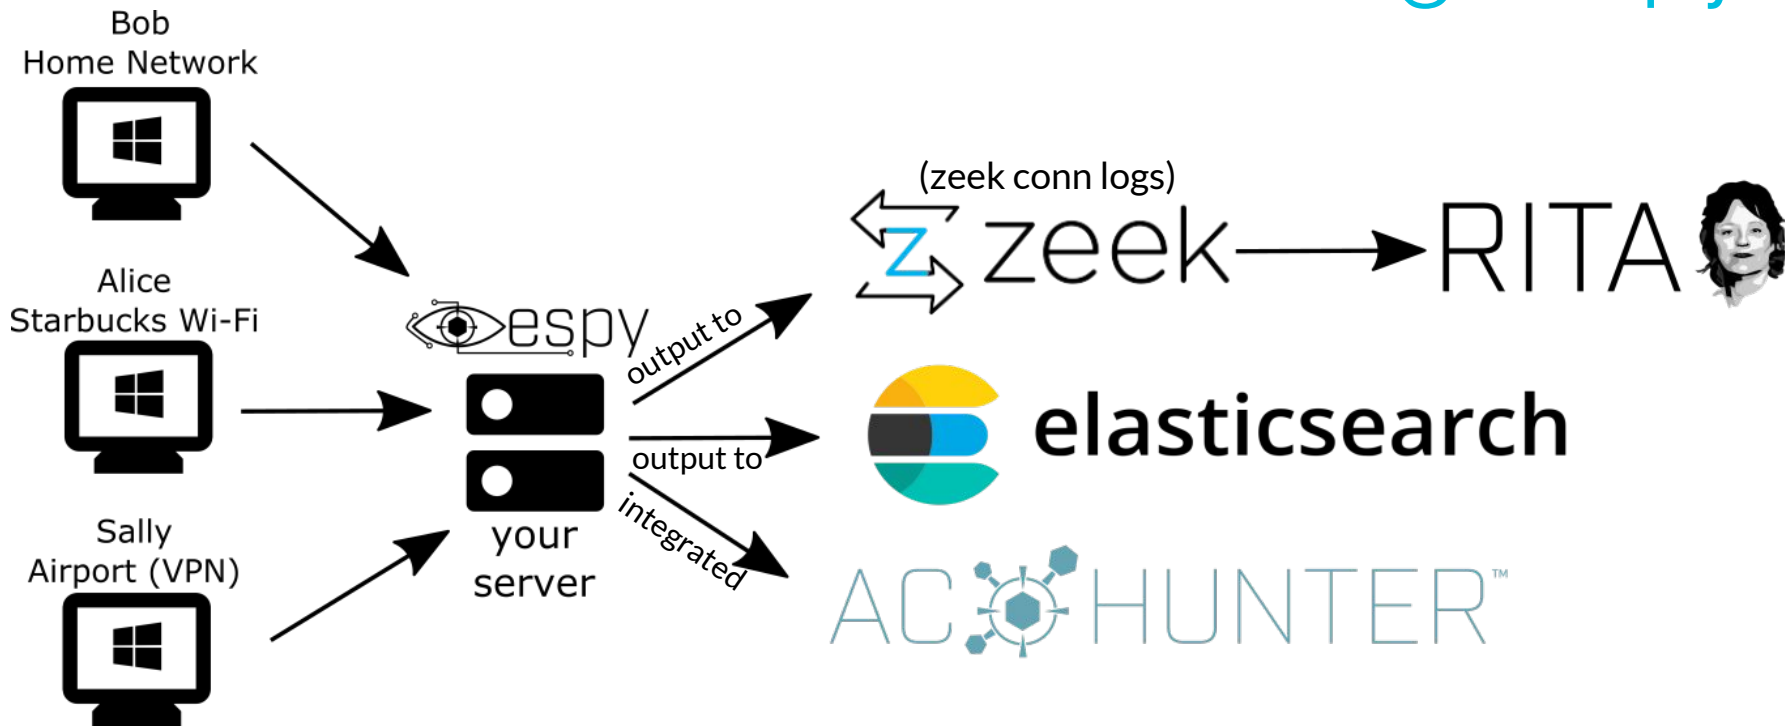 Bob
Home Network
Alice
Starbucks Wi-Fi
Sally
Airport (VPN)
espy
your
server
output to
output to
integrated
(zeek conn logs)
z zeek
RITA
elasticsearch
AC HUNTER™